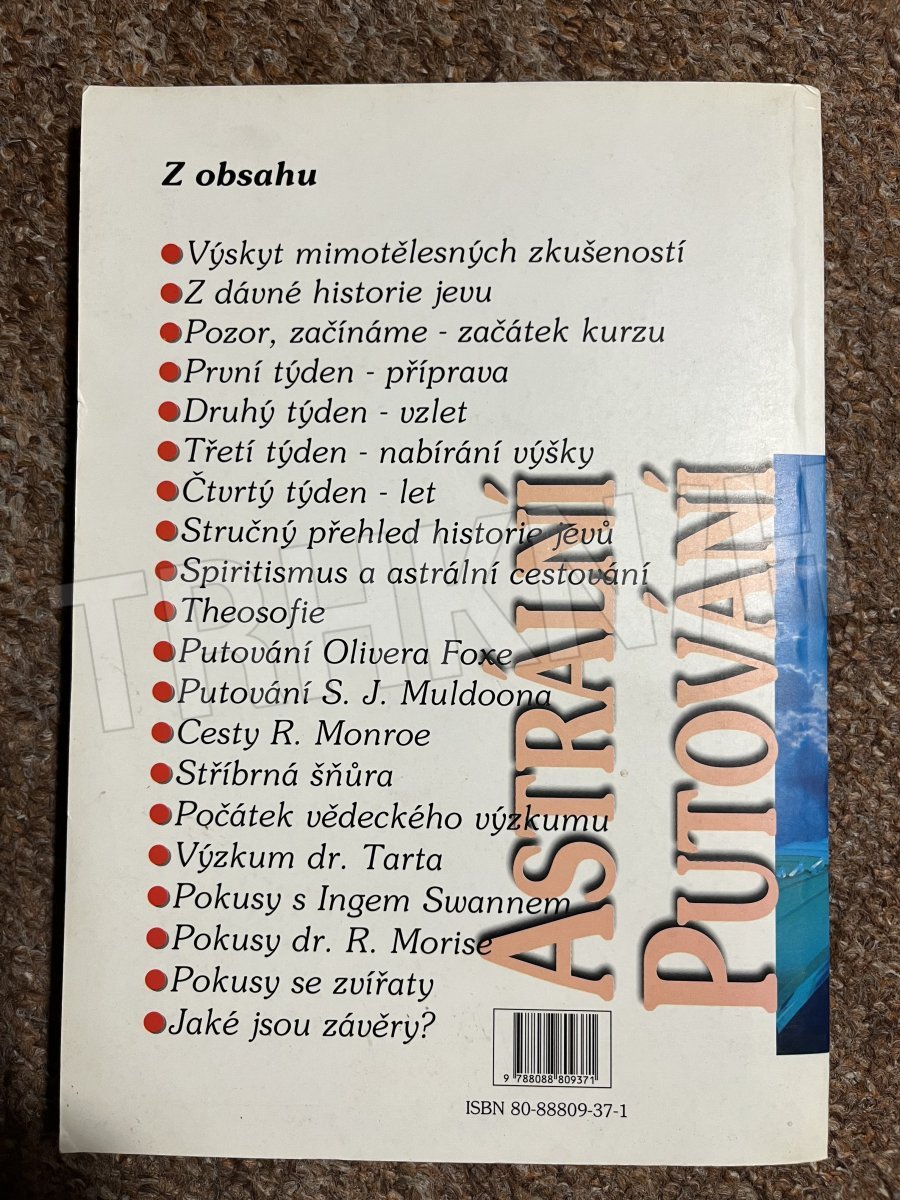 Z obsahu
Výskyt mimotělesných zkušeností
Z dávné historie jevu
Pozor, začínáme - začátek kurzu
První týden - příprava
Druhý týden - vzlet
Třetí týden - nabírání výšky
Čtvrtý týden - let
Stručný přehled historie jevů
Spiritismus a astrální cestování
Theosofie
Putování Olivera Foxe
Putování S. J. Muldoona
Cesty R. Monroe
Stříbrná šňůra
Počátek vědeckého výzkumu
Výzkum dr. Tarta
Pokusy s Ingem Swannem
Pokusy dr. R. Morise
Pokusy se zvířaty
Jaké jsou závěry?
ASTRÁLNÍ
PUTOVÁNÍ
9 788088 809371
ISBN 80-88809-37-1